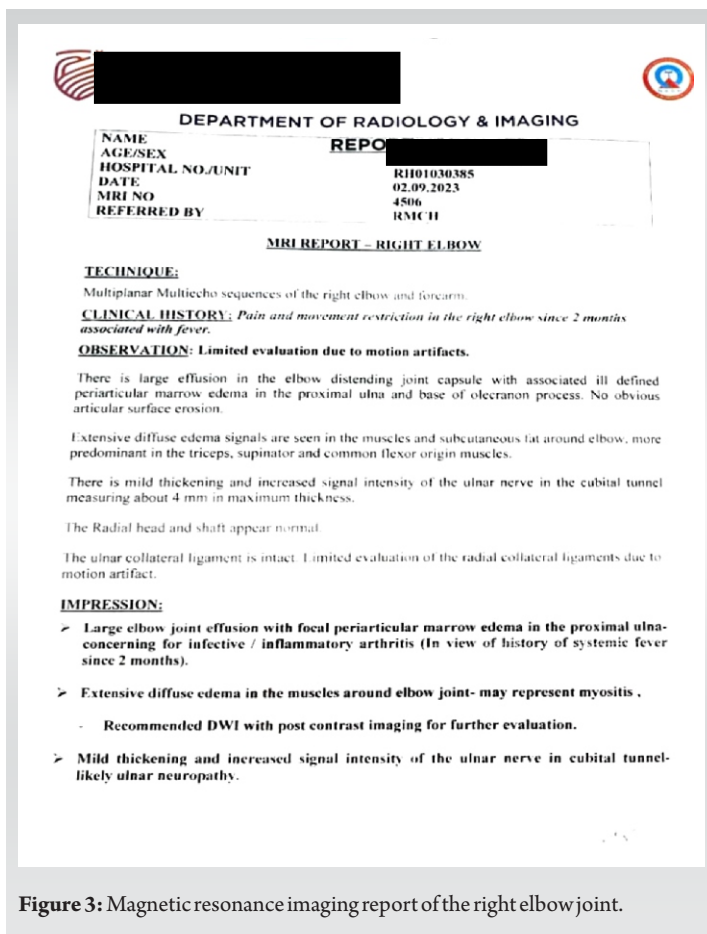 DEPARTMENT OF RADIOLOGY & IMAGING
REPO
NAME
AGE/SEX
HOSPITAL NO./UNIT RH01030385
DATE 02.09.2023
MRI NO 4506
REFERRED BY RMCH
MRI REPORT – RIGHT ELBOW
TECHNIQUE:
Multiplanar Multiecho sequences of the right elbow and forearm.
CLINICAL HISTORY: Pain and movement restriction in the right elbow since 2 months
associated with fever.
OBSERVATION: Limited evaluation due to motion artifacts.
There is large effusion in the elbow distending joint capsule with associated ill defined
periarticular marrow edema in the proximal ulna and base of olecranon process. No obvious
articular surface erosion.
Extensive diffuse edema signals are seen in the muscles and subcutaneous fat around elbow, more
predominant in the triceps, supinator and common flexor origin muscles.
There is mild thickening and increased signal intensity of the ulnar nerve in the cubital tunnel
measuring about 4 mm in maximum thickness.
The Radial head and shaft appear normal.
The ulnar collateral ligament is intact. Limited evaluation of the radial collateral ligaments due to
motion artifact.
IMPRESSION:
➢ Large elbow joint effusion with focal periarticular marrow edema in the proximal ulna-
concerning for infective / inflammatory arthritis (In view of history of systemic fever
since 2 months).
➢ Extensive diffuse edema in the muscles around elbow joint- may represent myositis .
- Recommended DWI with post contrast imaging for further evaluation.
➢ Mild thickening and increased signal intensity of the ulnar nerve in cubital tunnel-
likely ulnar neuropathy.
Figure 3: Magnetic resonance imaging report of the right elbow joint.